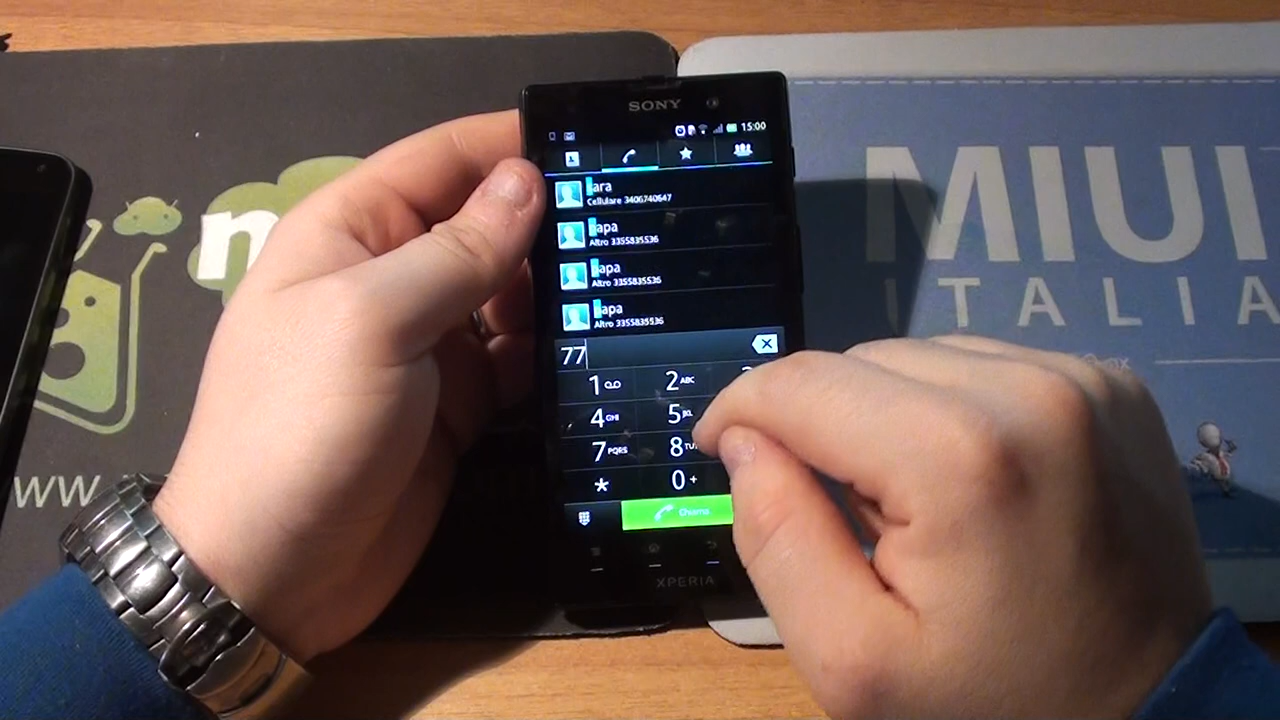 SONY
15:00
ara
Cellulare 3406740647
apa
Altro 3355835536
apa
Altro 3355835536
apa
Altro 3355835536
77
1
2 ABC
4 GHI
5 JKL
7 PQRS
8
*
0 +
Chiama
XPERIA
n
MIUI
ITALIA